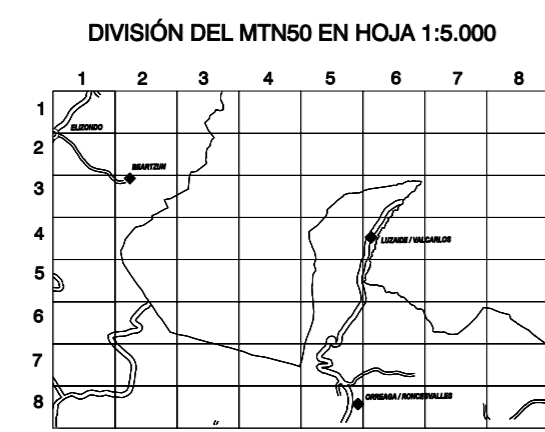 DIVISIÓN DEL MTN50 EN HOJA 1:5.000
1 2 3 4 5 6 7 8
1
ELIZONDO
2
BEARTZUN
3
4
LUZAIDE / VALCARLOS
5
6
7
8
ORREAGA / RONCESVALLES